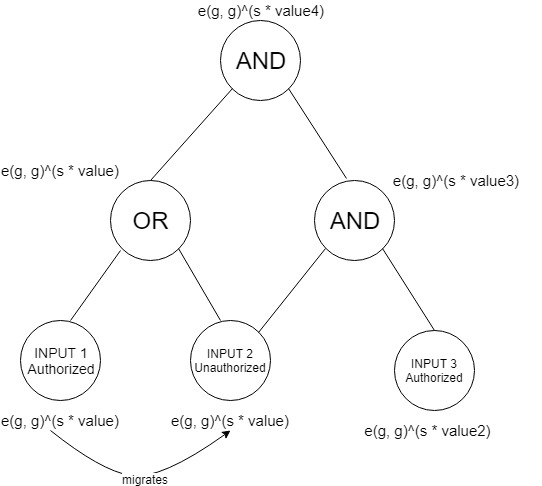 e(g, g)^(s * value4)
AND
e(g, g)^(s * value)
e(g, g)^(s * value3)
OR
AND
INPUT 1
Authorized
INPUT 2
Unauthorized
INPUT 3
Authorized
e(g, g)^(s * value)
e(g, g)^(s * value)
e(g, g)^(s * value2)
migrates